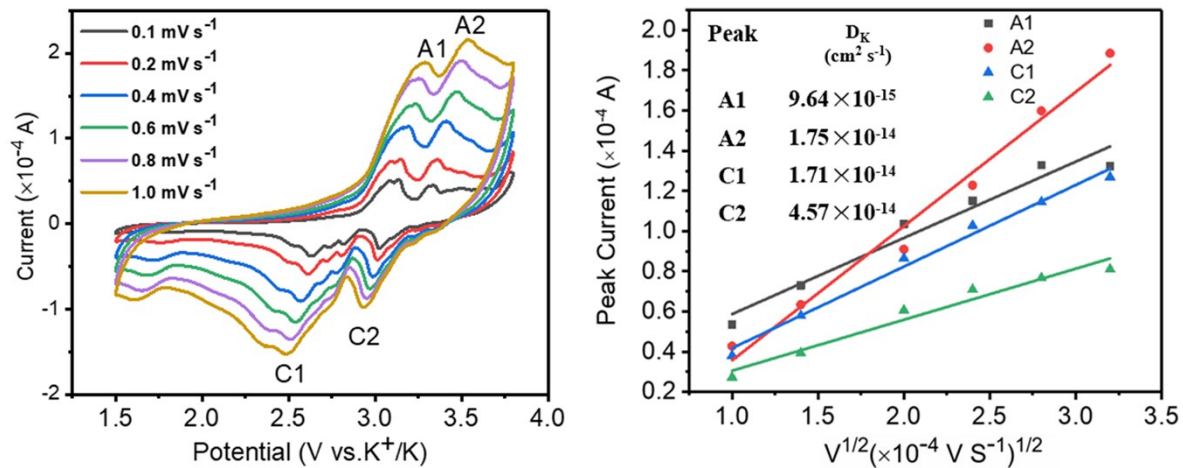 0.1 mV s⁻¹
0.2 mV s⁻¹
0.4 mV s⁻¹
0.6 mV s⁻¹
0.8 mV s⁻¹
1.0 mV s⁻¹
A1
A2
C1
C2
Current (×10⁻⁴ A)
2
1
0
-1
-2
1.5
2.0
2.5
3.0
3.5
4.0
Potential (V vs.K⁺/K)
Peak Current (×10⁻⁴ A)
2.0
1.8
1.6
1.4
1.2
1.0
0.8
0.6
0.4
0.2
Peak D_K
(cm² s⁻¹)
A1 9.64×10⁻¹⁵
A2 1.75×10⁻¹⁴
C1 1.71×10⁻¹⁴
C2 4.57×10⁻¹⁴
A1
A2
C1
C2
1.0
1.5
2.0
2.5
3.0
3.5
V¹ᐟ²(×10⁻⁴ V S⁻¹)¹ᐟ²